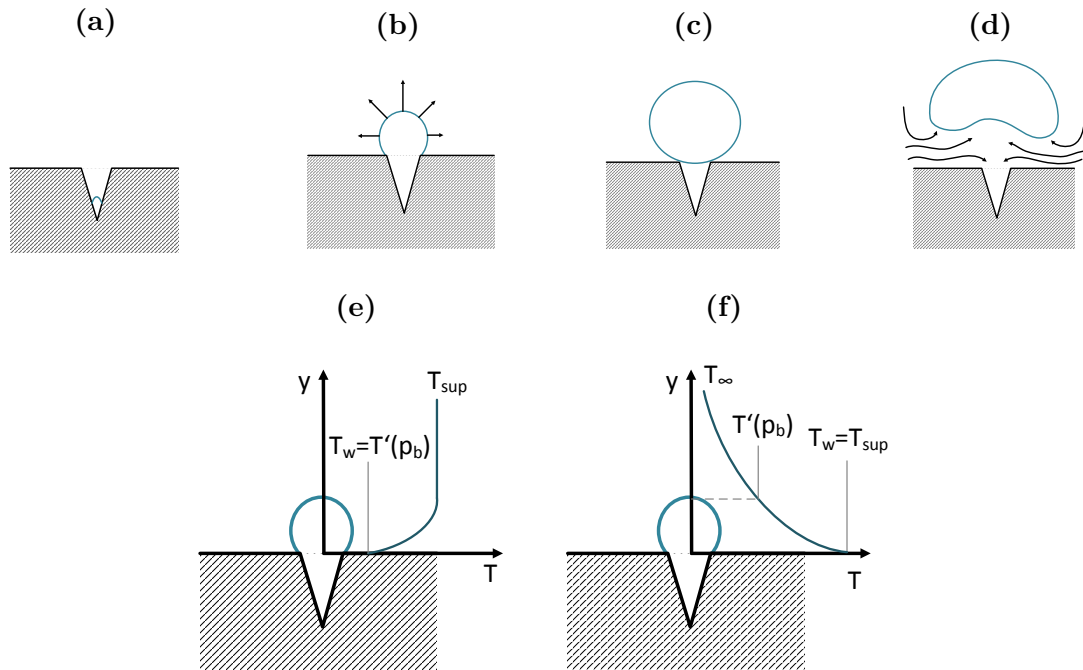 (a)
(b)
(c)
(d)
(e)
(f)
y
T_sup
T_w=T‘(p_b)
T
y
T_∞
T‘(p_b)
T_w=T_sup
T